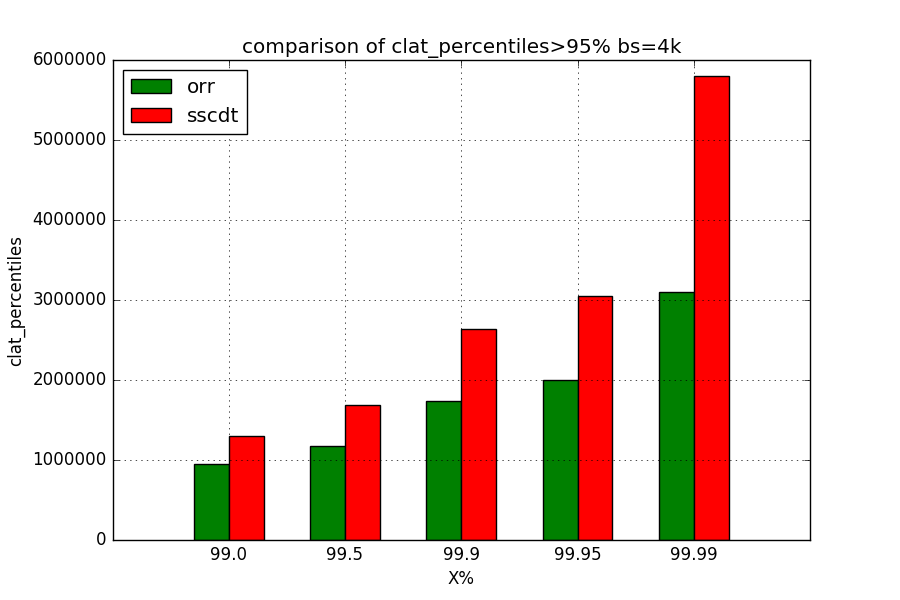 comparison of clat_percentiles>95% bs=4k
6000000
5000000
4000000
3000000
2000000
1000000
0
clat_percentiles
orr
sscdt
99.0 99.5 99.9 99.95 99.99
X%